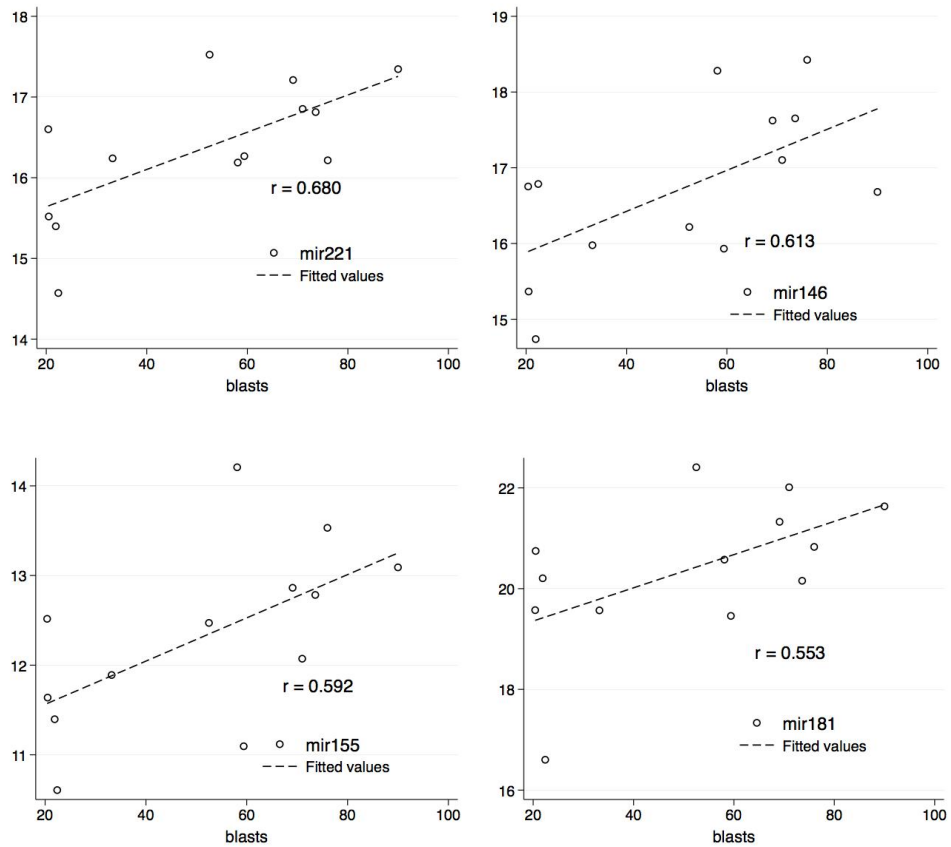 18
17
16
15
14
r = 0.680
mir221
Fitted values
20 40 60 80 100
blasts
19
18
17
16
15
r = 0.613
mir146
Fitted values
20 40 60 80 100
blasts
14
13
12
11
r = 0.592
mir155
Fitted values
20 40 60 80 100
blasts
22
20
18
16
r = 0.553
mir181
Fitted values
20 40 60 80 100
blasts